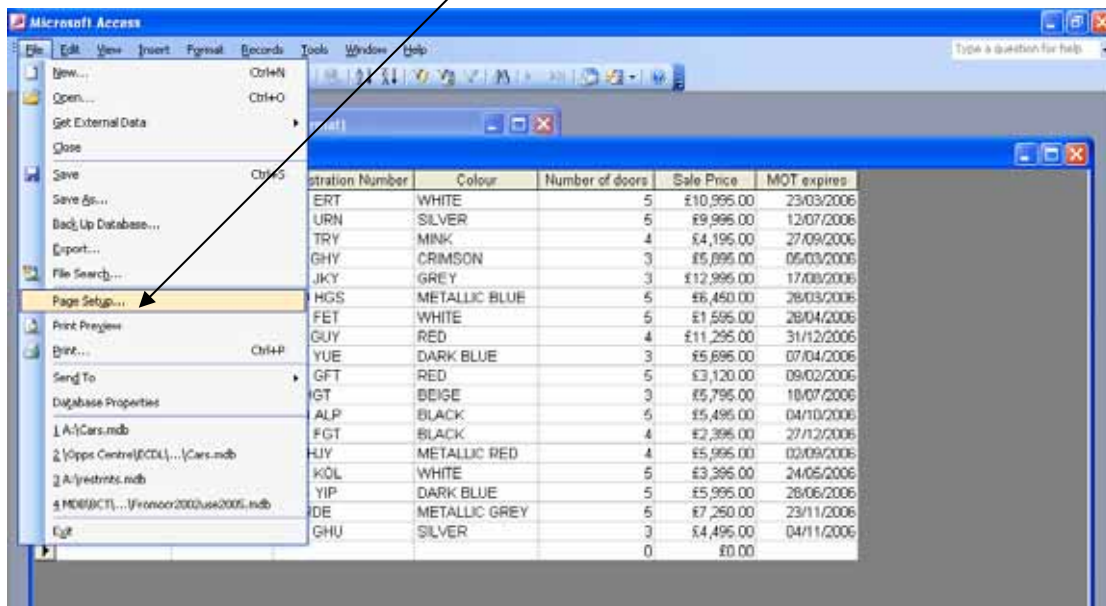 Microsoft Access
File Edit View Insert Format Records Tools Window Help
Type a question for help
New... Ctrl+N
Open... Ctrl+O
Get External Data
Close
Save Ctrl+S
Save As...
Back Up Database...
Export...
File Search...
Page Setup...
Print Preview
Print... Ctrl+P
Send To
Database Properties
1 A:\Cars.mdb
2 \Opps Centre\ECDL\...\Cars.mdb
3 A:\restrnts.mdb
Exit
stration Number Colour Number of doors Sale Price MOT expires
ERT WHITE 5 £10,995.00 23/03/2006
URN SILVER 5 £9,995.00 12/07/2006
TRY MINK 4 £4,195.00 27/09/2006
GHY CRIMSON 3 £5,895.00 05/03/2006
JKY GREY 3 £12,995.00 17/08/2006
HGS METALLIC BLUE 5 £6,450.00 28/03/2006
FET WHITE 5 £1,595.00 28/04/2006
GUY RED 4 £11,295.00 31/12/2006
YUE DARK BLUE 3 £5,695.00 07/04/2006
GFT RED 5 £3,120.00 09/02/2006
GT BEIGE 3 £5,795.00 18/07/2006
ALP BLACK 5 £5,495.00 04/10/2006
FGT BLACK 4 £2,395.00 27/12/2006
HJY METALLIC RED 4 £5,995.00 02/09/2006
KOL WHITE 5 £3,395.00 24/05/2006
YIP DARK BLUE 5 £5,995.00 28/06/2006
DE METALLIC GREY 5 £7,250.00 23/11/2006
GHU SILVER 3 £4,495.00 04/11/2006
0 £0.00